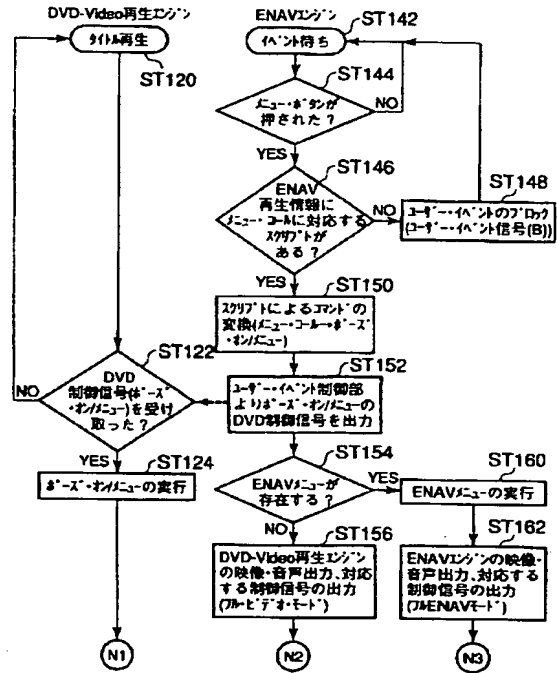 DVD-Video再生エンジン
タイトル再生
ST120
ENAVエンジン
ST142
イベント待ち
ST144
メニュー・ボタンが
押された？
NO
YES
ST146
ENAV
再生情報に
メニュー・コールに対応する
スクリプトが
ある？
NO
ST148
ユーザー・イベントのブロック
(ユーザー・イベント信号(B))
YES
ST150
スクリプトによるコマンドの
変換(メニュー・コール→ポーズ
・オン/メニュー)
ST122
DVD
制御信号(ポーズ
・オン/メニュー)を受け
取った？
NO
YES
ST152
ユーザー・イベント制御部
よりポーズ・オン/メニューの
DVD制御信号を出力
ST124
ポーズ・オン/メニューの実行
ST154
ENAVメニューが
存在する？
YES
NO
ST160
ENAVメニューの実行
ST156
DVD-Video再生エンジン
の映像・音声出力、対応
する制御信号の出力
(フル・ビデオ・モード)
ST162
ENAVエンジンの映像・
音声出力、対応する
制御信号の出力
(フルENAVモード)
N1
N2
N3